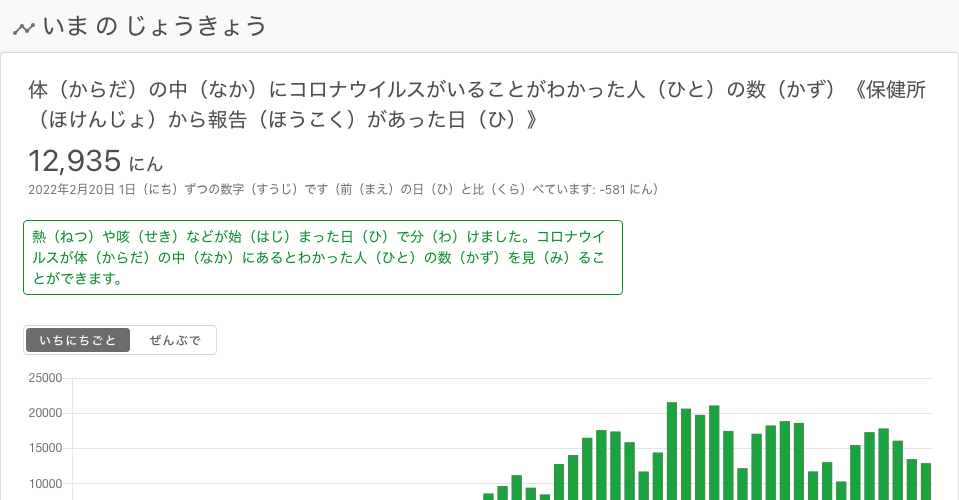 いま の じょうきょう
体（からだ）の中（なか）にコロナウイルスがいることがわかった人（ひと）の数（かず）《保健所
（ほけんじょ）から報告（ほうこく）があった日（ひ）》
12,935 にん
2022年2月20日 1日（にち）ずつの数字（すうじ）です（前（まえ）の日（ひ）と比（くら）べています: -581 にん）
熱（ねつ）や咳（せき）などが始（はじ）まった日（ひ）で分（わ）けました。コロナウイ
ルスが体（からだ）の中（なか）にあるとわかった人（ひと）の数（かず）を見（み）るこ
とができます。
いちにちごと ぜんぶで
25000
20000
15000
10000